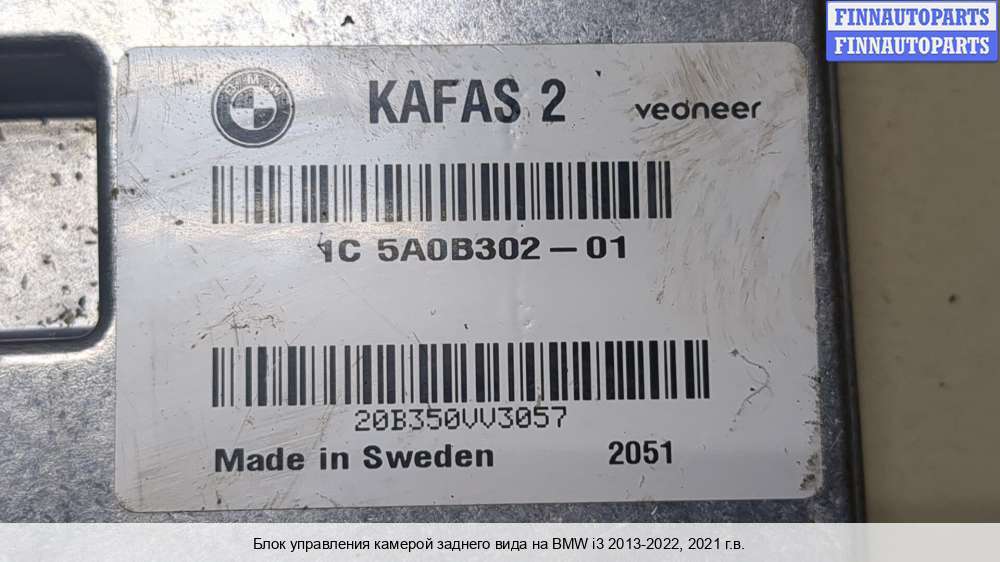 FINNAUTOPARTS
FINNAUTOPARTS
BMW
KAFAS 2
veoneer
1C 5A0B302-01
20B350VV3057
Made in Sweden
2051
Блок управления камерой заднего вида на BMW i3 2013-2022, 2021 г.в.